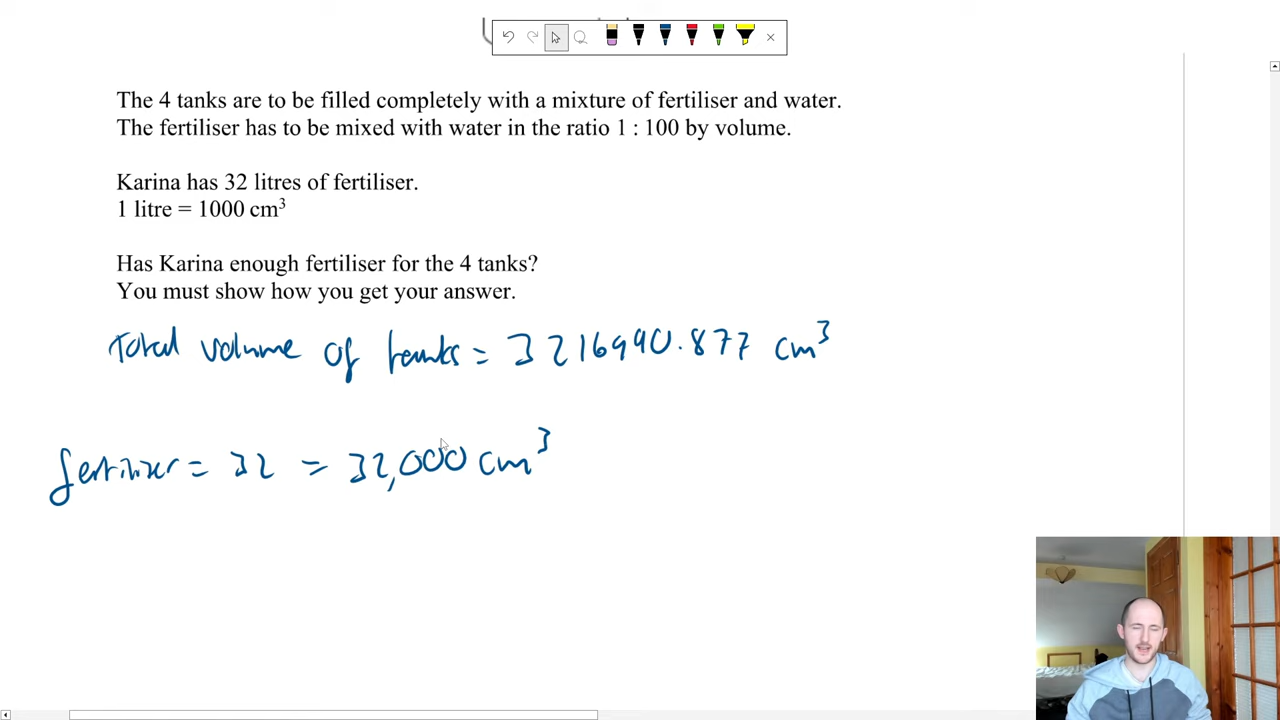 The 4 tanks are to be filled completely with a mixture of fertiliser and water.
The fertiliser has to be mixed with water in the ratio 1 : 100 by volume.
Karina has 32 litres of fertiliser.
1 litre = 1000 cm³
Has Karina enough fertiliser for the 4 tanks?
You must show how you get your answer.
Total volume of tanks = 3216990.877 cm³
fertiliser = 32 = 32,000 cm³